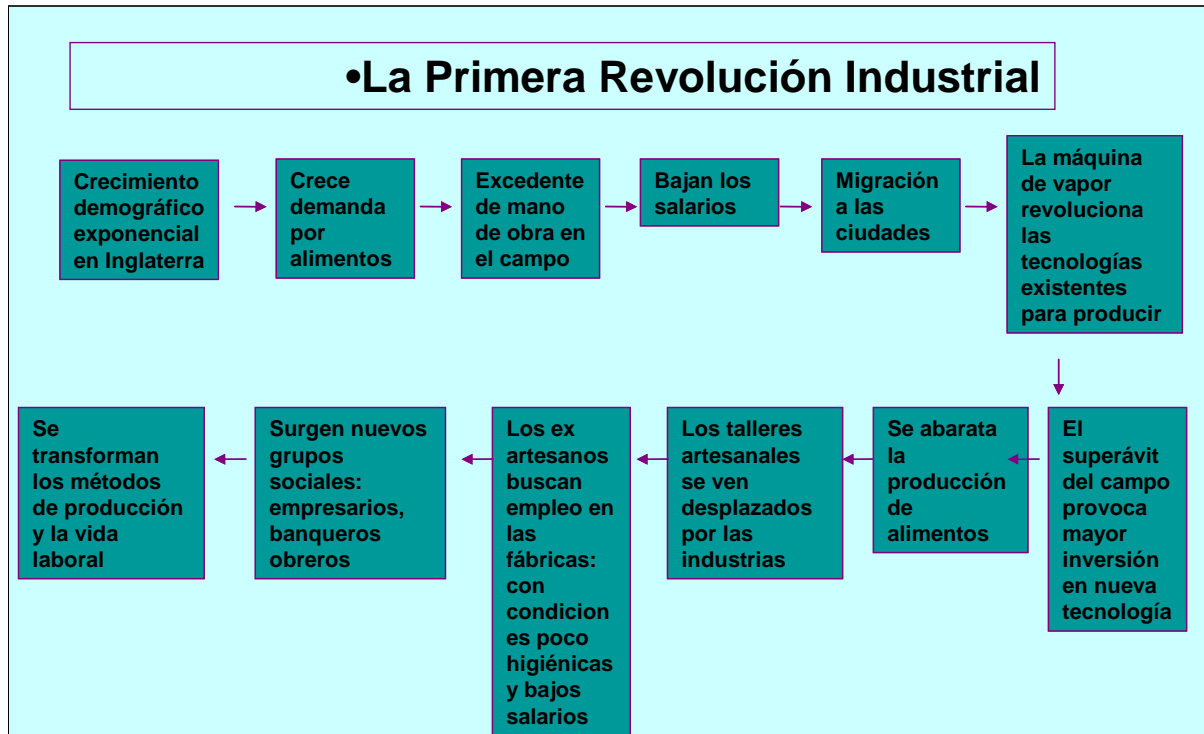 •La Primera Revolución Industrial
Crecimiento
demográfico
exponencial
en Inglaterra
Crece
demanda
por
alimentos
Excedente
de mano
de obra en
el campo
Bajan los
salarios
Migración
a las
ciudades
La máquina
de vapor
revoluciona
las
tecnologías
existentes
para producir
El
superávit
del campo
provoca
mayor
inversión
en nueva
tecnología
Se abarata
la
producción
de
alimentos
Los talleres
artesanales
se ven
desplazados
por las
industrias
Los ex
artesanos
buscan
empleo en
las
fábricas:
con
condicion
es poco
higiénicas
y bajos
salarios
Surgen nuevos
grupos
sociales:
empresarios,
banqueros
obreros
Se
transforman
los métodos
de producción
y la vida
laboral